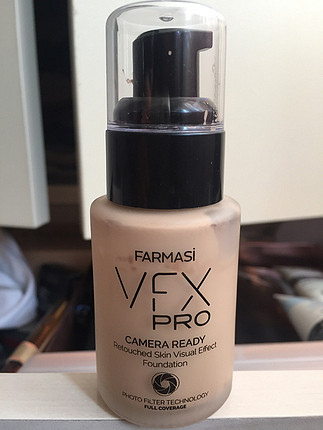 FARMASi
VFX
PRO
CAMERA READY
Retouched Skin Visual Effect
Foundation
PHOTO FILTER TECHNOLOGY
FULL COVERAGE